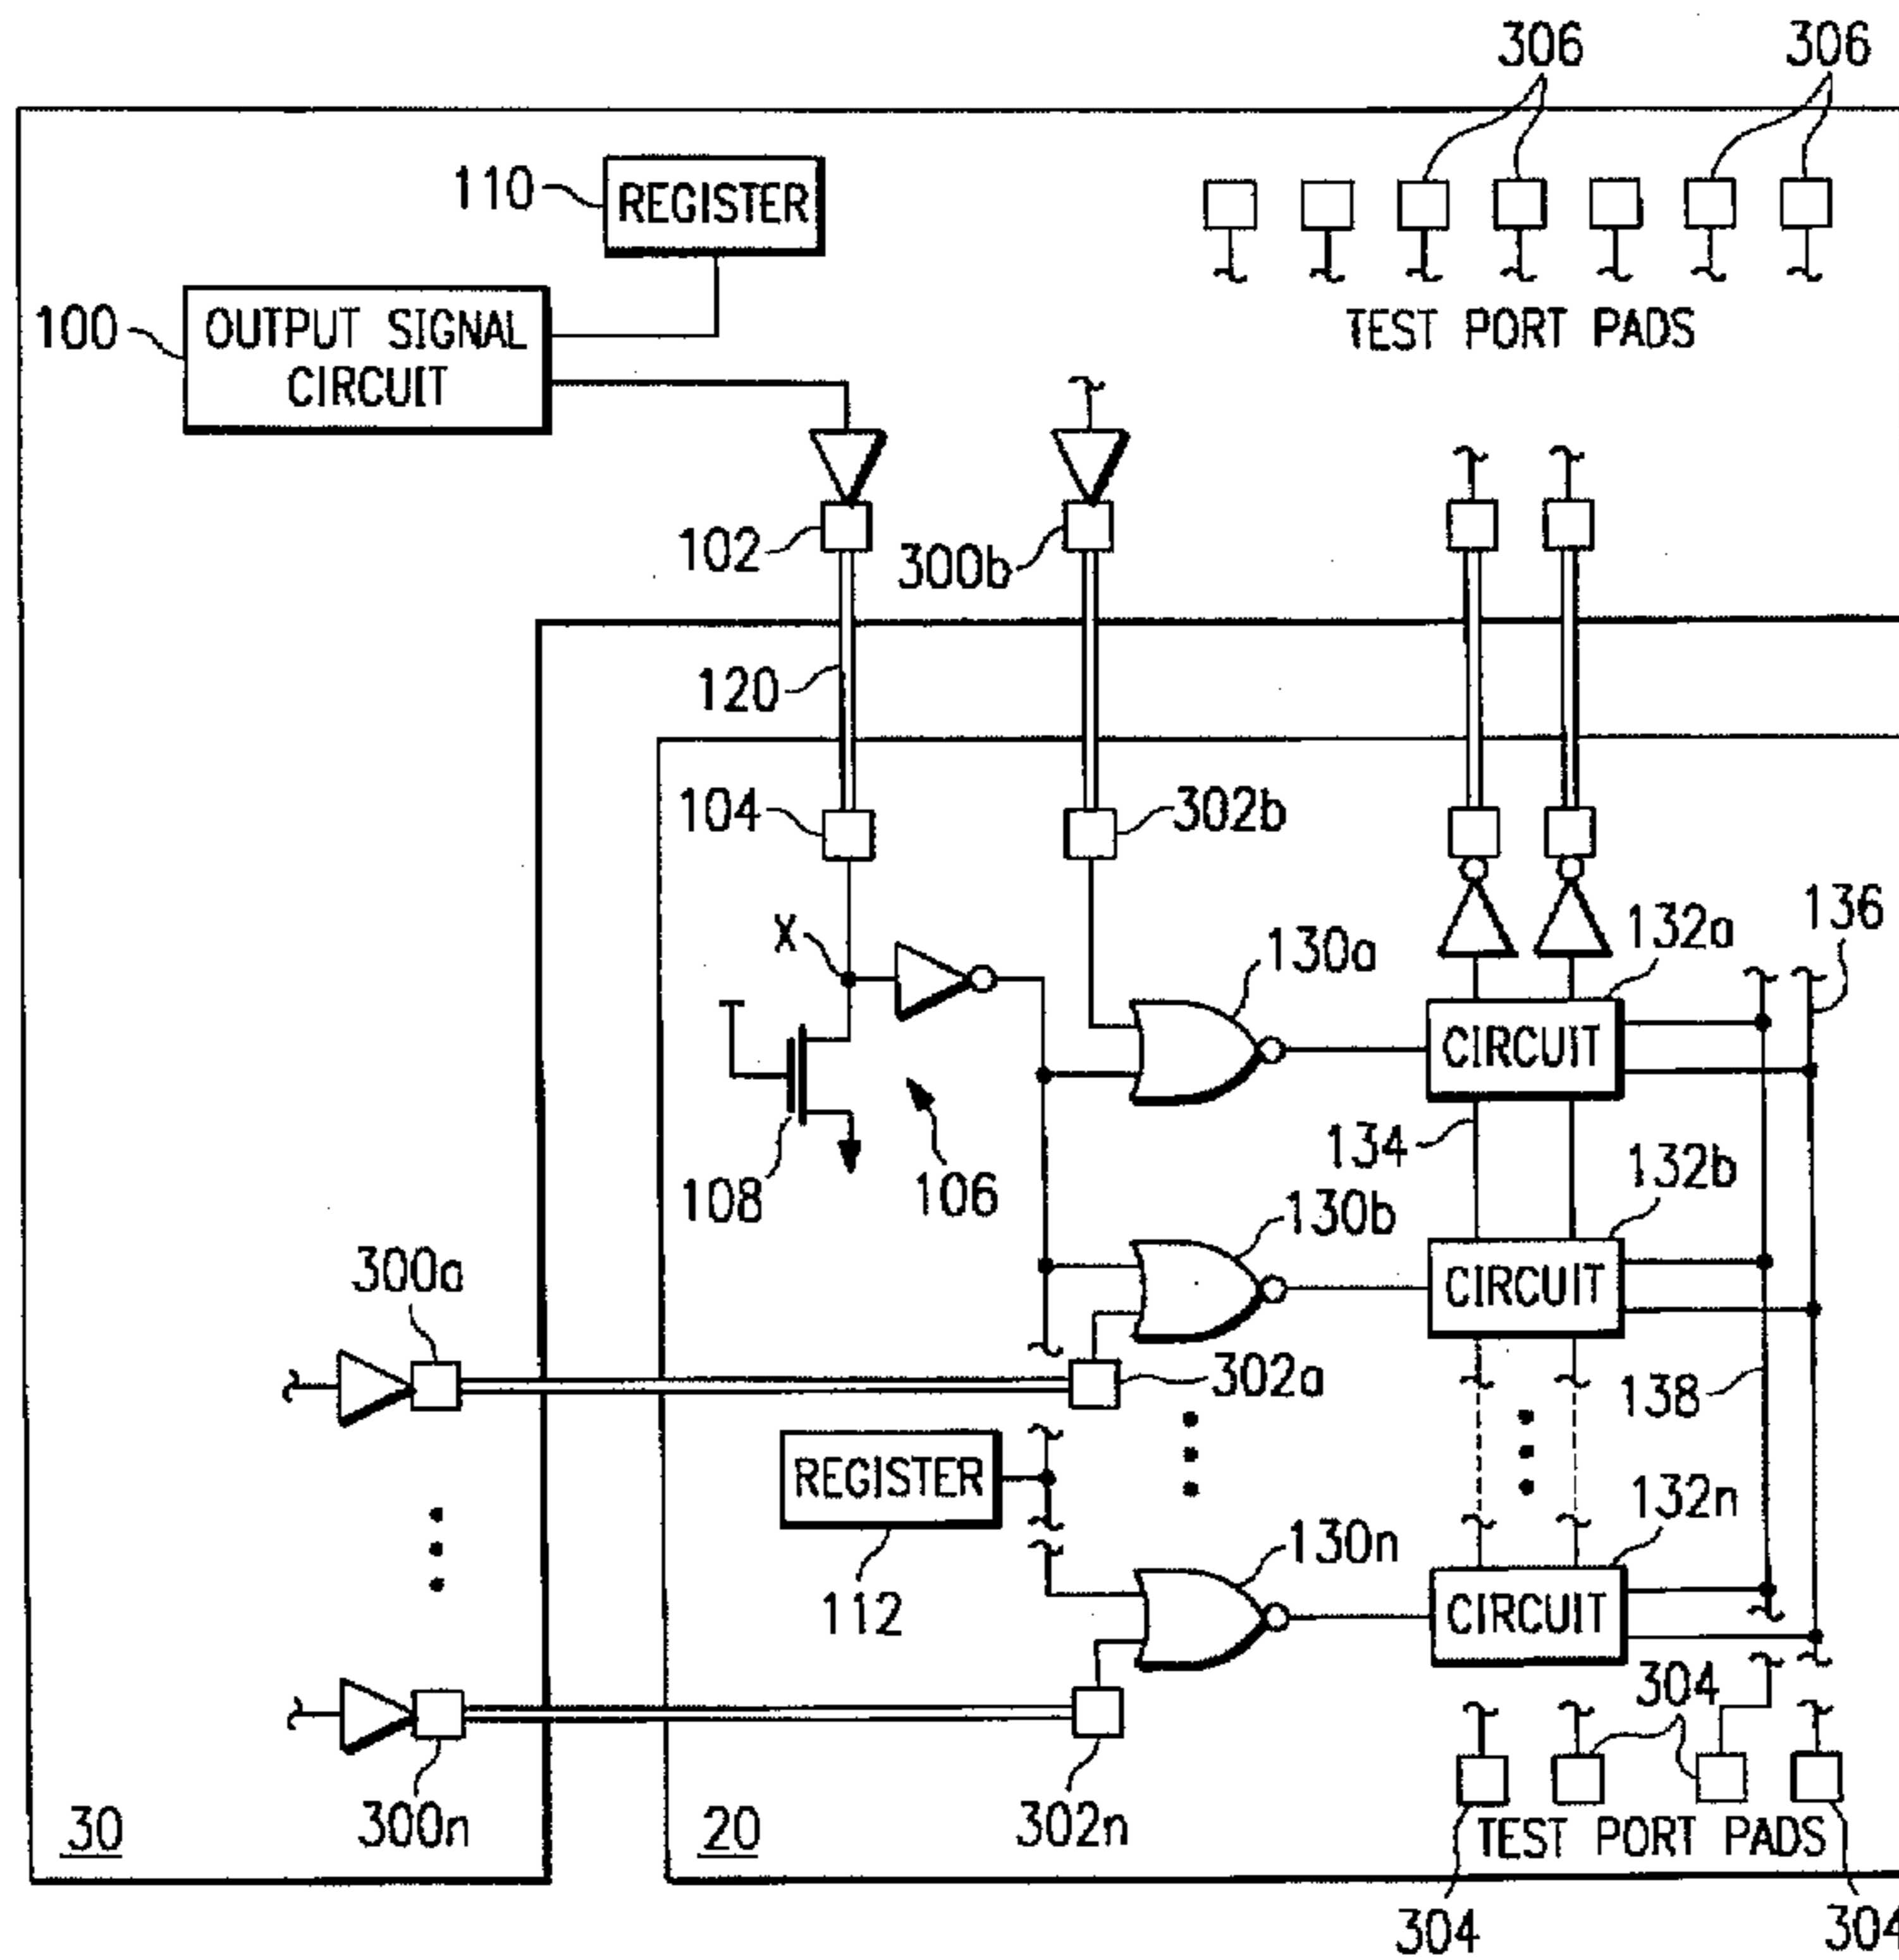 306 306
110 REGISTER
100 OUTPUT SIGNAL
CIRCUIT
TEST PORT PADS
102
300b
120
104
302b
X
130a
132a
136
CIRCUIT
134
108
106
132b
130b
300a
CIRCUIT
302a
138
REGISTER
132n
130n
112
CIRCUIT
304
300n
302n
30
20
TEST PORT PADS
304
304